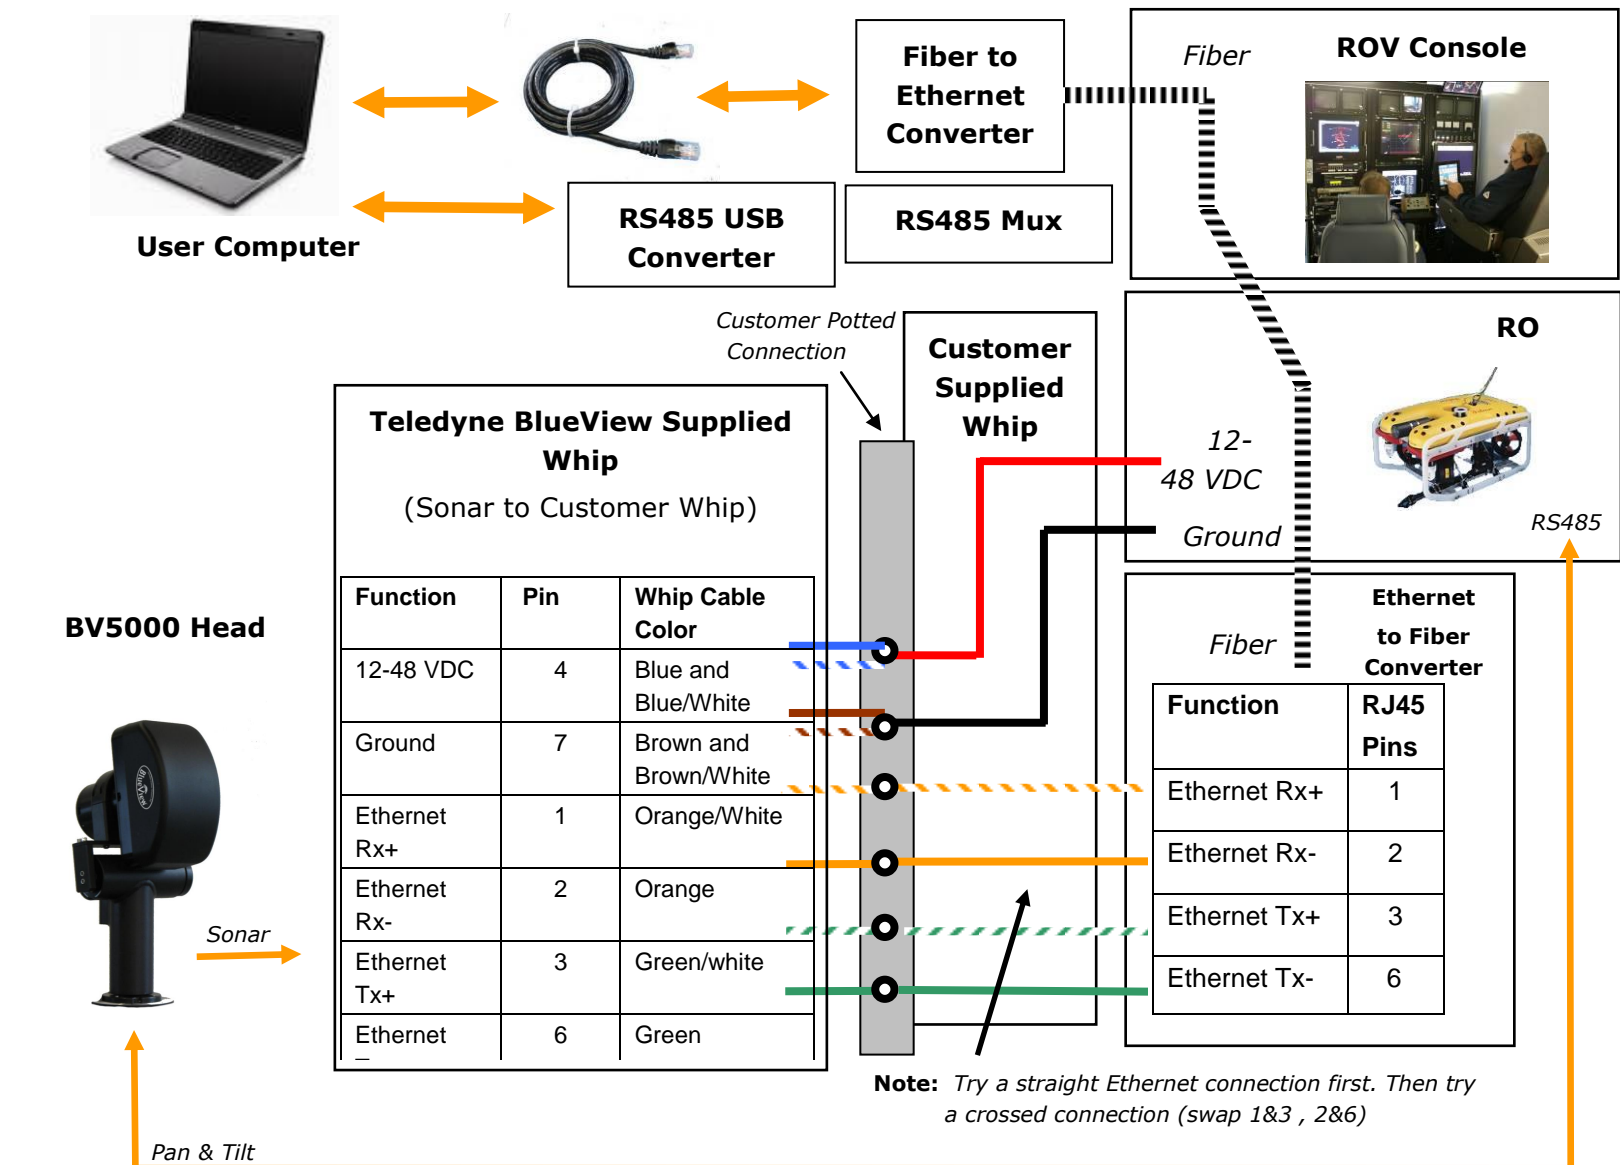 Fiber to
Ethernet
Converter
Fiber
ROV Console
User Computer
RS485 USB
Converter
RS485 Mux
Customer Potted
Connection
Customer
Supplied
Whip
RO
12-
48 VDC
Ground
RS485
Teledyne BlueView Supplied
Whip
(Sonar to Customer Whip)
Function Pin Whip Cable
Color
12-48 VDC 4 Blue and
Blue/White
Ground 7 Brown and
Brown/White
Ethernet 1 Orange/White
Rx+
Ethernet 2 Orange
Rx-
Ethernet 3 Green/white
Tx+
Ethernet 6 Green
BV5000 Head
BlueView
Sonar
Pan & Tilt
Ethernet
to Fiber
Converter
Fiber
Function RJ45
Pins
Ethernet Rx+ 1
Ethernet Rx- 2
Ethernet Tx+ 3
Ethernet Tx- 6
Note: Try a straight Ethernet connection first. Then try
a crossed connection (swap 1&3 , 2&6)